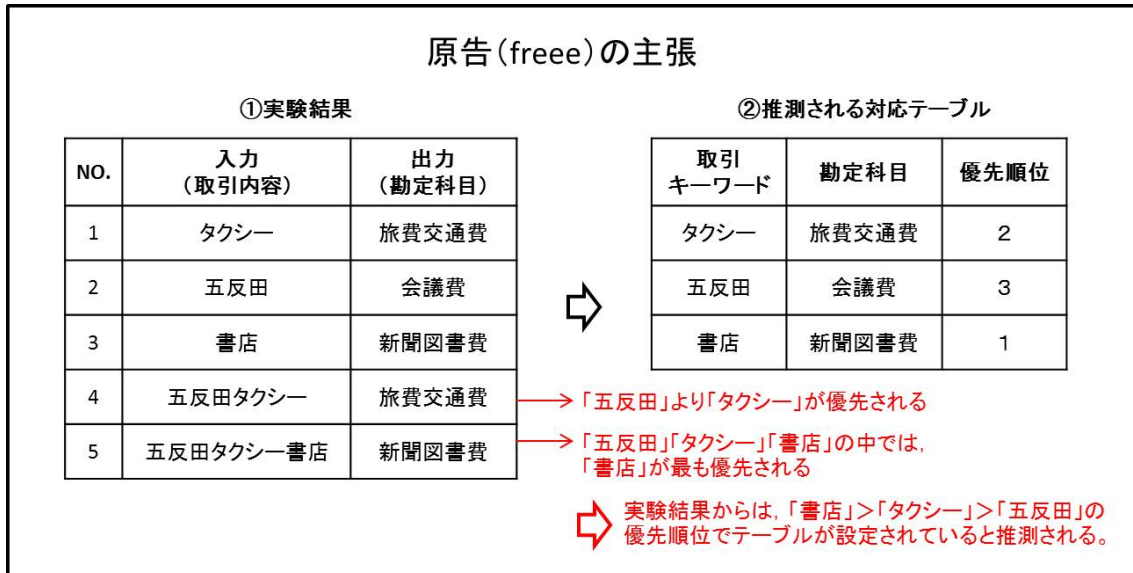 原告(freee)の主張
①実験結果
NO. 入力(取引内容) 出力(勘定科目)
1 タクシー 旅費交通費
2 五反田 会議費
3 書店 新聞図書費
4 五反田タクシー 旅費交通費
5 五反田タクシー書店 新聞図書費
②推測される対応テーブル
取引キーワード 勘定科目 優先順位
タクシー 旅費交通費 2
五反田 会議費 3
書店 新聞図書費 1
「五反田」より「タクシー」が優先される
「五反田」「タクシー」「書店」の中では,
「書店」が最も優先される
実験結果からは,「書店」>「タクシー」>「五反田」の
優先順位でテーブルが設定されていると推測される。